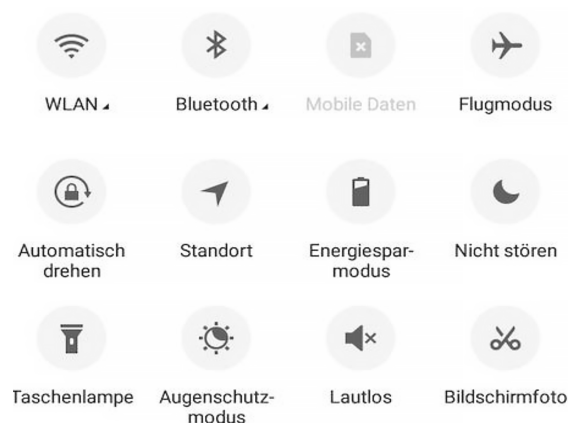 WLAN
Bluetooth
Mobile Daten
Flugmodus
Automatisch
drehen
Standort
Energiespar-
modus
Nicht stören
Taschenlampe
Augenschutz-
modus
Lautlos
Bildschirmfoto